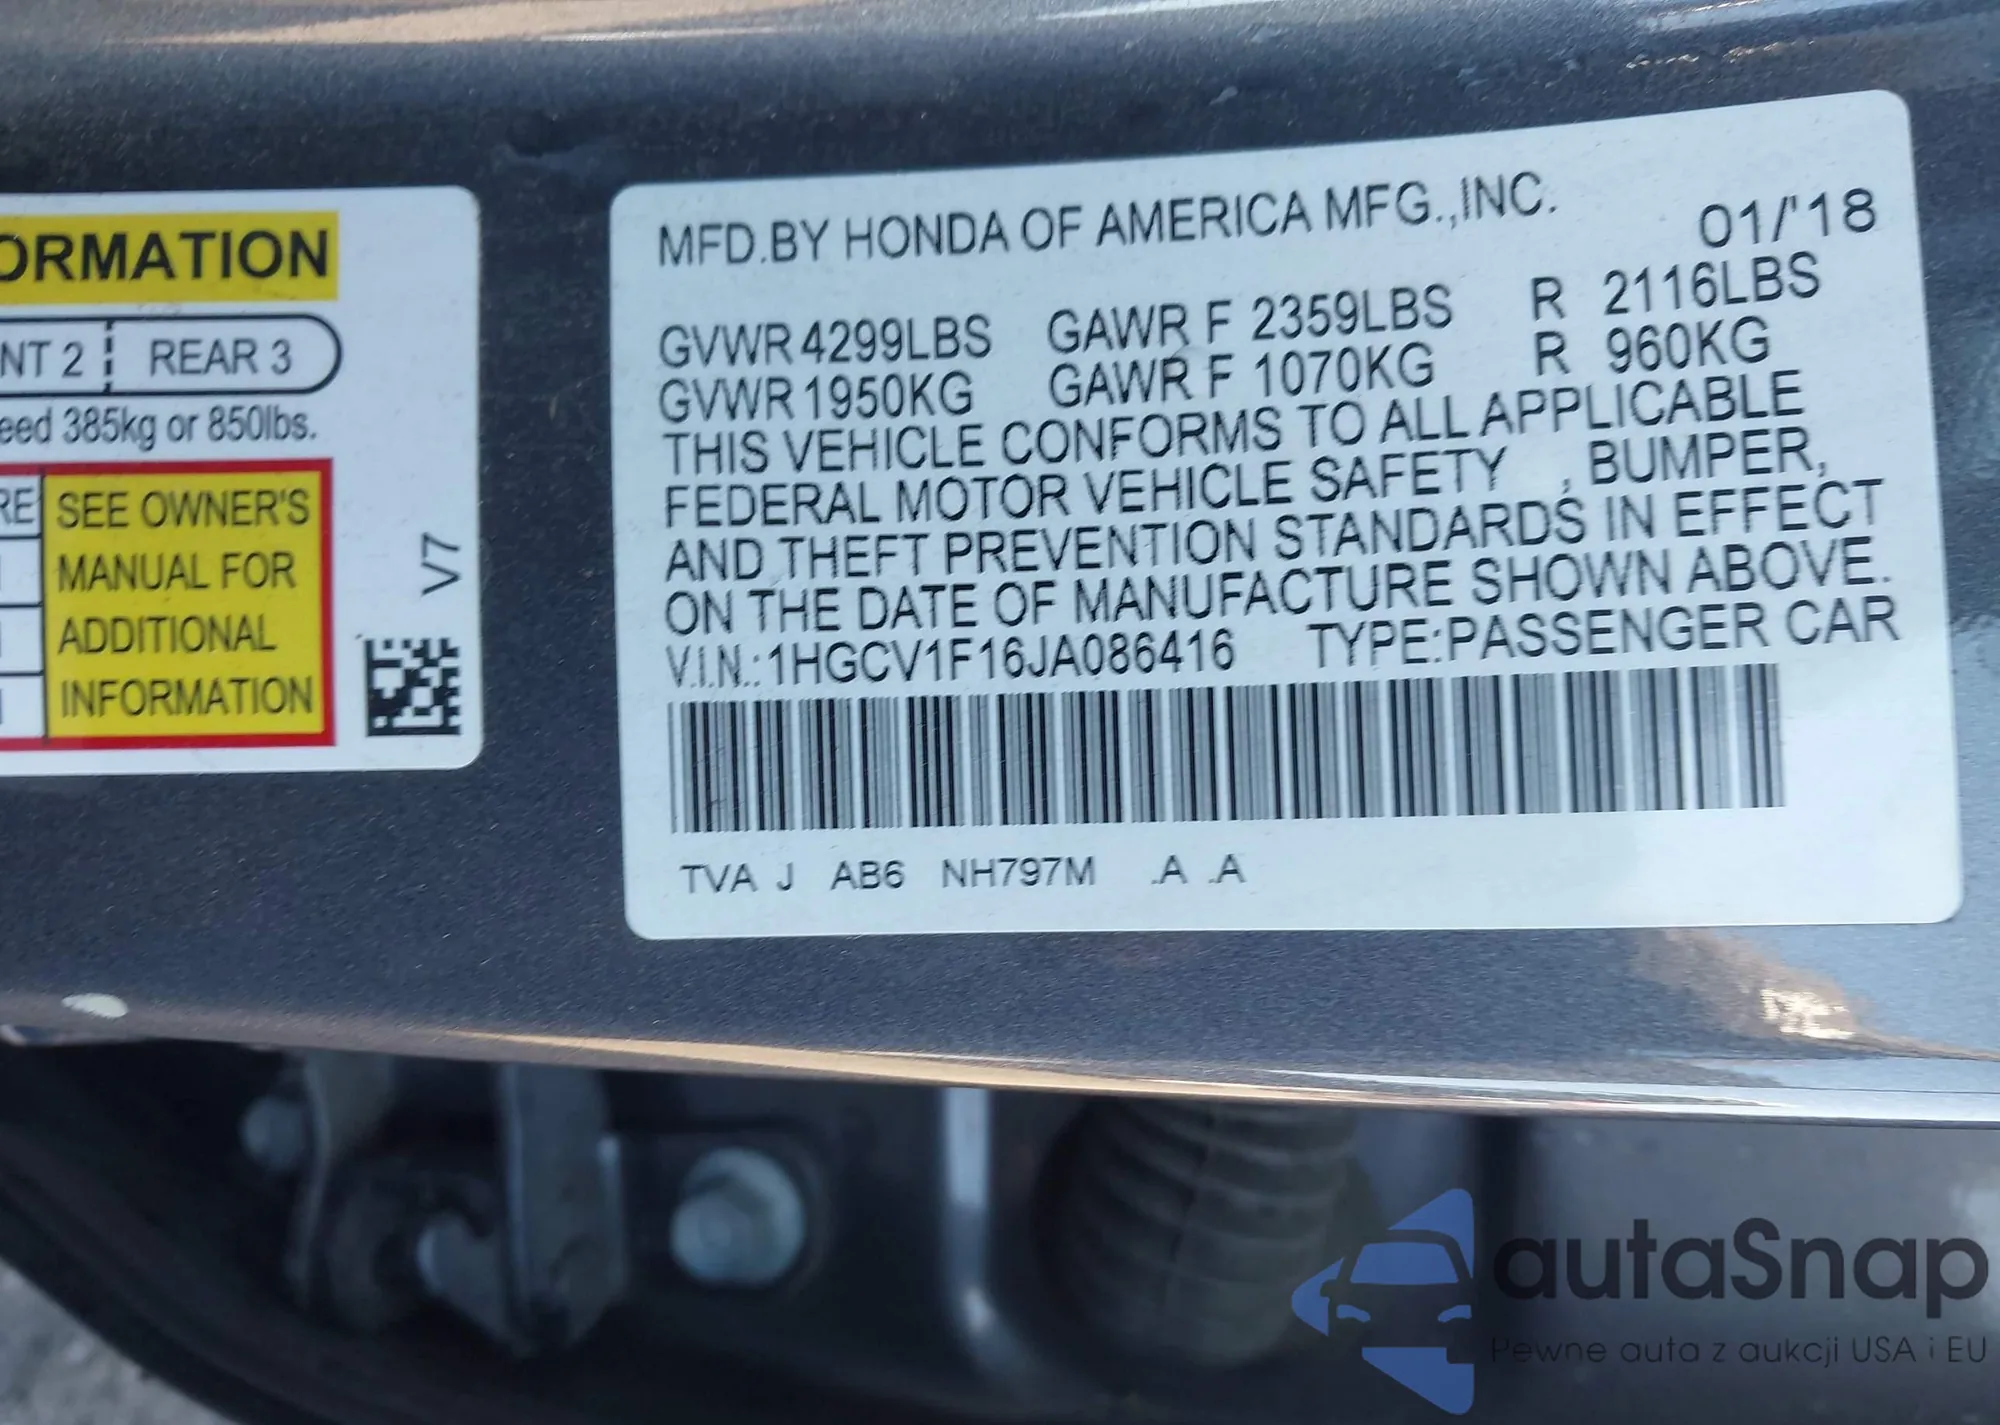 ORMATION
NT 2 REAR 3
eed 385kg or 850lbs.
RE
SEE OWNER'S
MANUAL FOR
ADDITIONAL
INFORMATION
V7
MFD.BY HONDA OF AMERICA MFG.,INC.
01/'18
GVWR 4299LBS GAWR F 2359LBS R 2116LBS
GVWR 1950KG GAWR F 1070KG R 960KG
THIS VEHICLE CONFORMS TO ALL APPLICABLE
FEDERAL MOTOR VEHICLE SAFETY , BUMPER,
AND THEFT PREVENTION STANDARDS IN EFFECT
ON THE DATE OF MANUFACTURE SHOWN ABOVE.
V.I.N.:1HGCV1F16JA086416 TYPE:PASSENGER CAR
TVA J AB6 NH797M .A .A
autaSnap
Pewne auta z aukcji USA i EU